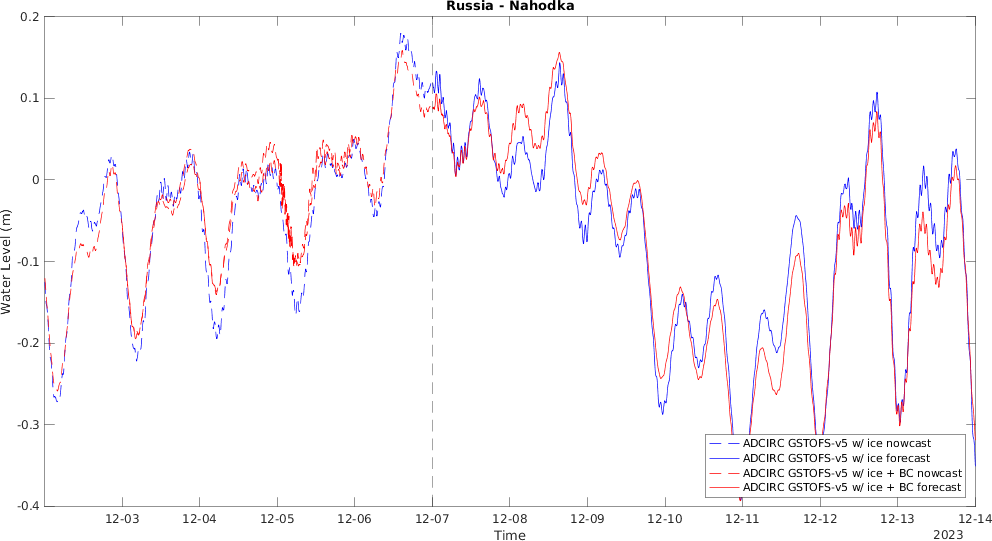 Russia - Nahodka
0.2
0.1
0
-0.1
-0.2
-0.3
-0.4
Water Level (m)
ADCIRC GSTOFS-v5 w/ ice nowcast
ADCIRC GSTOFS-v5 w/ ice forecast
ADCIRC GSTOFS-v5 w/ ice + BC nowcast
ADCIRC GSTOFS-v5 w/ ice + BC forecast
12-03 12-04 12-05 12-06 12-07 12-08 12-09 12-10 12-11 12-12 12-13 12-14
Time
2023